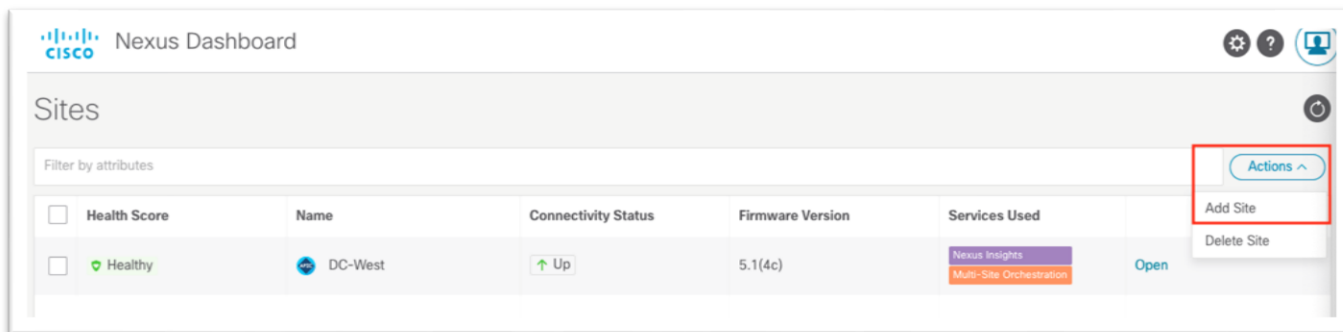 CISCO Nexus Dashboard ?
Sites
Filter by attributes Actions
Health Score Name Connectivity Status Firmware Version Services Used Add Site
Delete Site
Healthy DC-West Up 5.1(4c) Nexus Insights Open
Multi-Site Orchestration